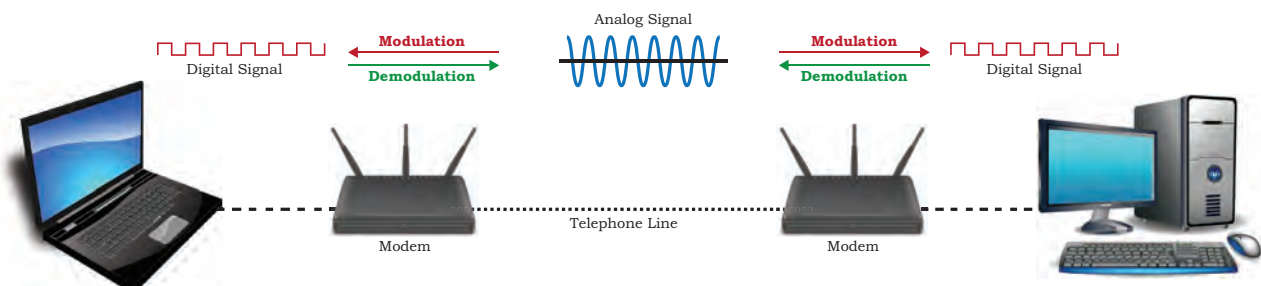 Analog Signal
Modulation
Modulation
Digital Signal
Demodulation
Demodulation
Digital Signal
Telephone Line
Modem
Modem